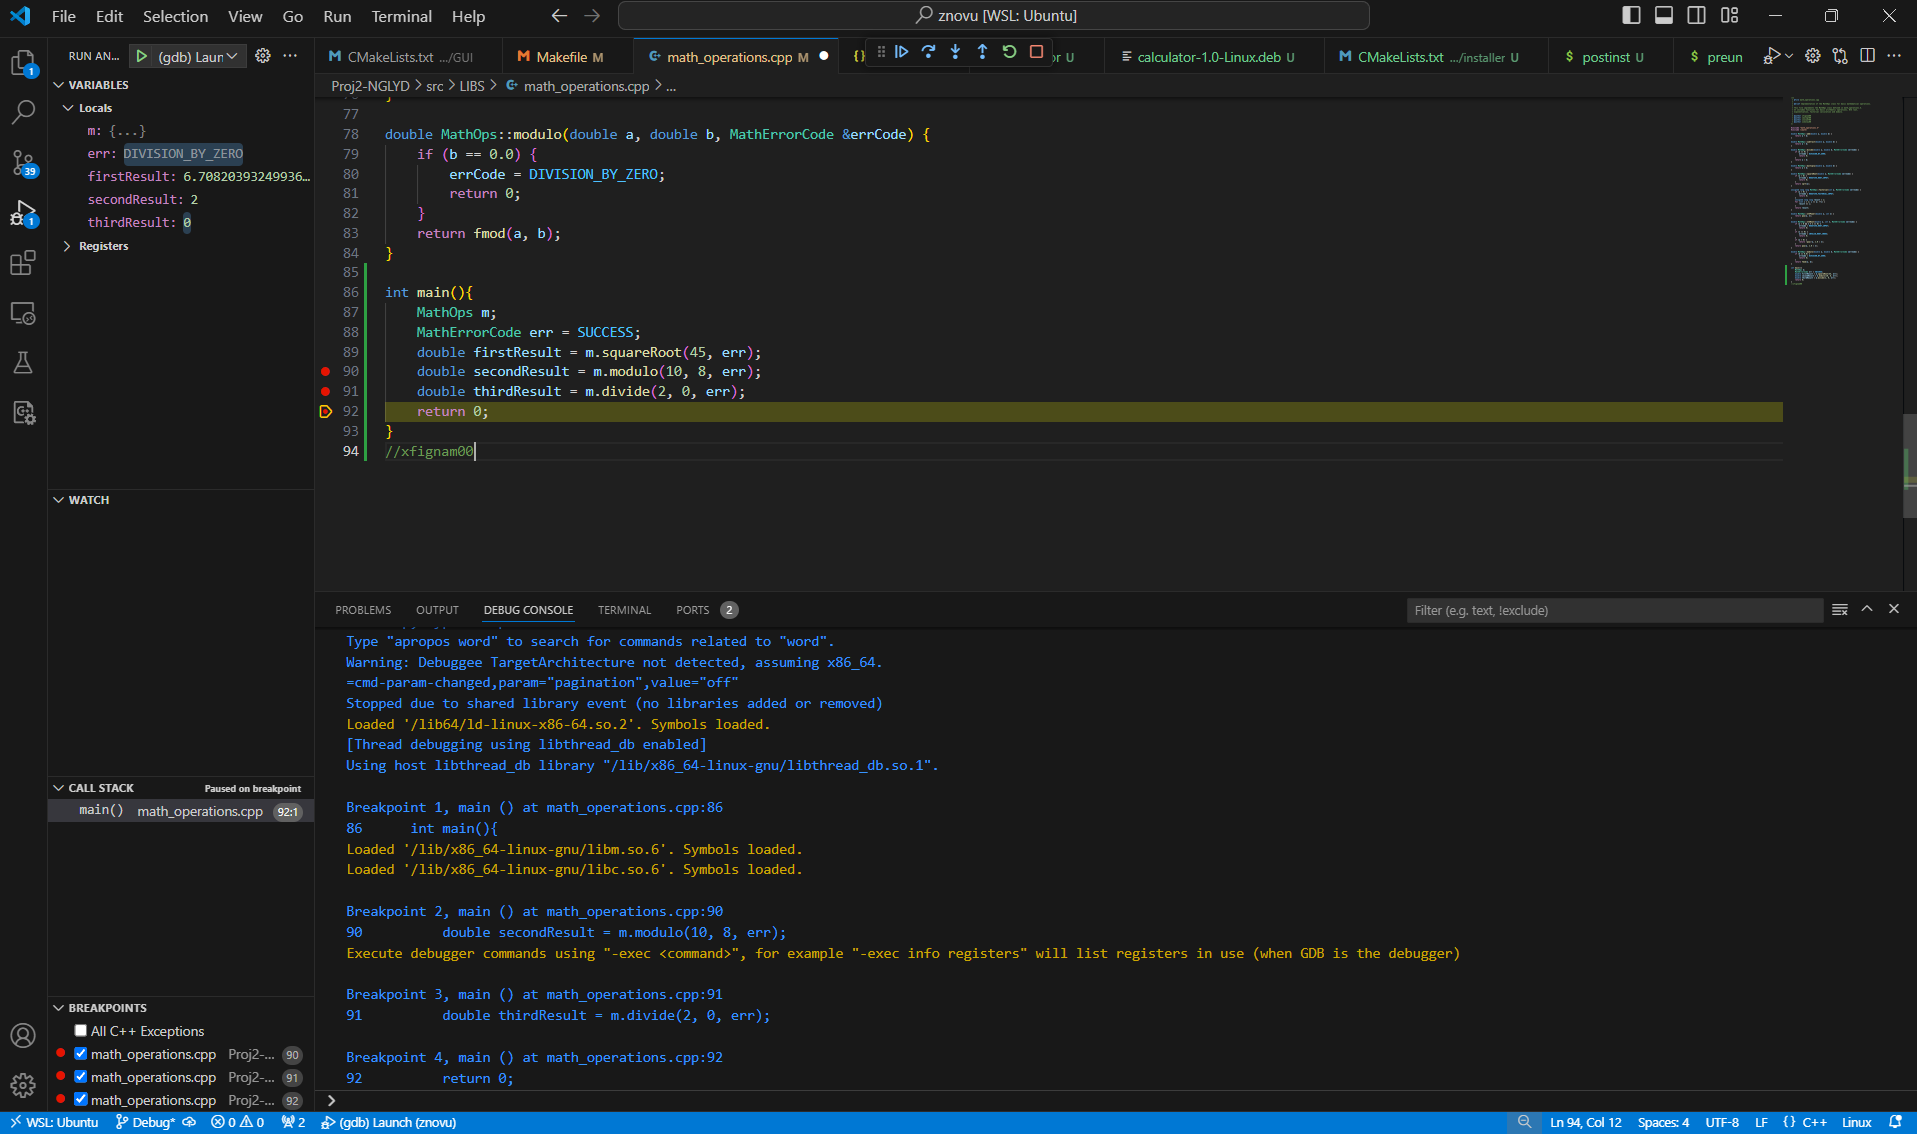 File Edit Selection View Go Run Terminal Help
znovu [WSL: Ubuntu]
RUN AN... (gdb) Laun
CMakeLists.txt .../GUI Makefile M math_operations.cpp M {} or U calculator-1.0-Linux.deb U CMakeLists.txt .../installer U $ postinst U $ preun
Proj2-NGLYD > src > LIBS > math_operations.cpp > ...
VARIABLES
Locals
m: {...}
err: DIVISION_BY_ZERO
firstResult: 6.70820393249936...
secondResult: 2
thirdResult: 0
Registers
77
78 double MathOps::modulo(double a, double b, MathErrorCode &errCode) {
79 if (b == 0.0) {
80 errCode = DIVISION_BY_ZERO;
81 return 0;
82 }
83 return fmod(a, b);
84 }
85
86 int main(){
87 MathOps m;
88 MathErrorCode err = SUCCESS;
89 double firstResult = m.squareRoot(45, err);
90 double secondResult = m.modulo(10, 8, err);
91 double thirdResult = m.divide(2, 0, err);
92 return 0;
93 }
94 //xfignam00
WATCH
CALL STACK Paused on breakpoint
main() math_operations.cpp 92:1
BREAKPOINTS
All C++ Exceptions
math_operations.cpp Proj2-... 90
math_operations.cpp Proj2-... 91
math_operations.cpp Proj2-... 92
PROBLEMS OUTPUT DEBUG CONSOLE TERMINAL PORTS 2
Filter (e.g. text, !exclude)
Type "apropos word" to search for commands related to "word".
Warning: Debuggee TargetArchitecture not detected, assuming x86_64.
=cmd-param-changed,param="pagination",value="off"
Stopped due to shared library event (no libraries added or removed)
Loaded '/lib64/ld-linux-x86-64.so.2'. Symbols loaded.
[Thread debugging using libthread_db enabled]
Using host libthread_db library "/lib/x86_64-linux-gnu/libthread_db.so.1".
Breakpoint 1, main () at math_operations.cpp:86
86 int main(){
Loaded '/lib/x86_64-linux-gnu/libm.so.6'. Symbols loaded.
Loaded '/lib/x86_64-linux-gnu/libc.so.6'. Symbols loaded.
Breakpoint 2, main () at math_operations.cpp:90
90 double secondResult = m.modulo(10, 8, err);
Execute debugger commands using "-exec <command>", for example "-exec info registers" will list registers in use (when GDB is the debugger)
Breakpoint 3, main () at math_operations.cpp:91
91 double thirdResult = m.divide(2, 0, err);
Breakpoint 4, main () at math_operations.cpp:92
92 return 0;
1
39
1
WSL: Ubuntu Debug* 0 0 2 (gdb) Launch (znovu) Ln 94, Col 12 Spaces: 4 UTF-8 LF {} C++ Linux